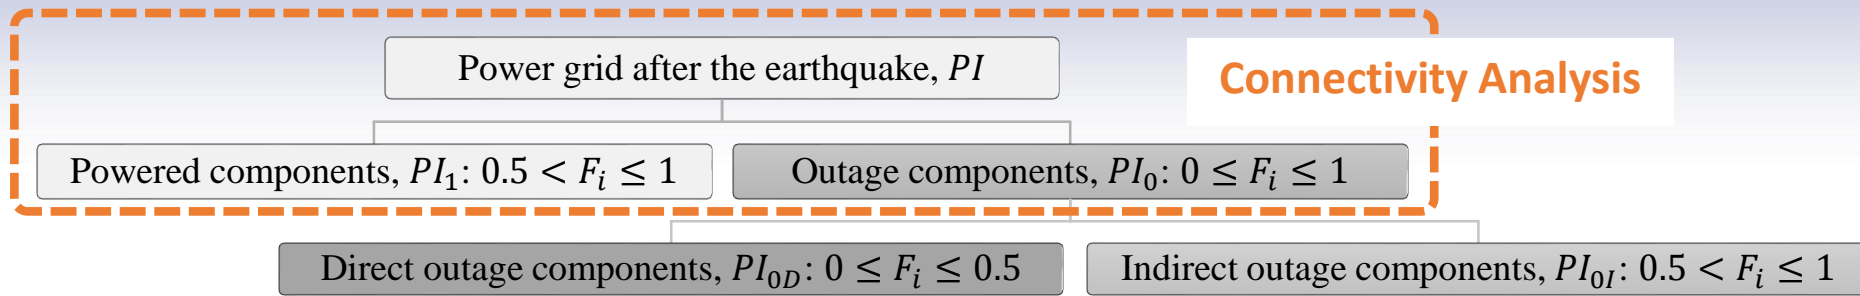 Power grid after the earthquake, 𝑃𝐼
Connectivity Analysis
Powered components, 𝑃𝐼₁: 0.5 < 𝐹ᵢ ≤ 1
Outage components, 𝑃𝐼₀: 0 ≤ 𝐹ᵢ ≤ 1
Direct outage components, 𝑃𝐼₀𝐷: 0 ≤ 𝐹ᵢ ≤ 0.5
Indirect outage components, 𝑃𝐼₀𝐼: 0.5 < 𝐹ᵢ ≤ 1